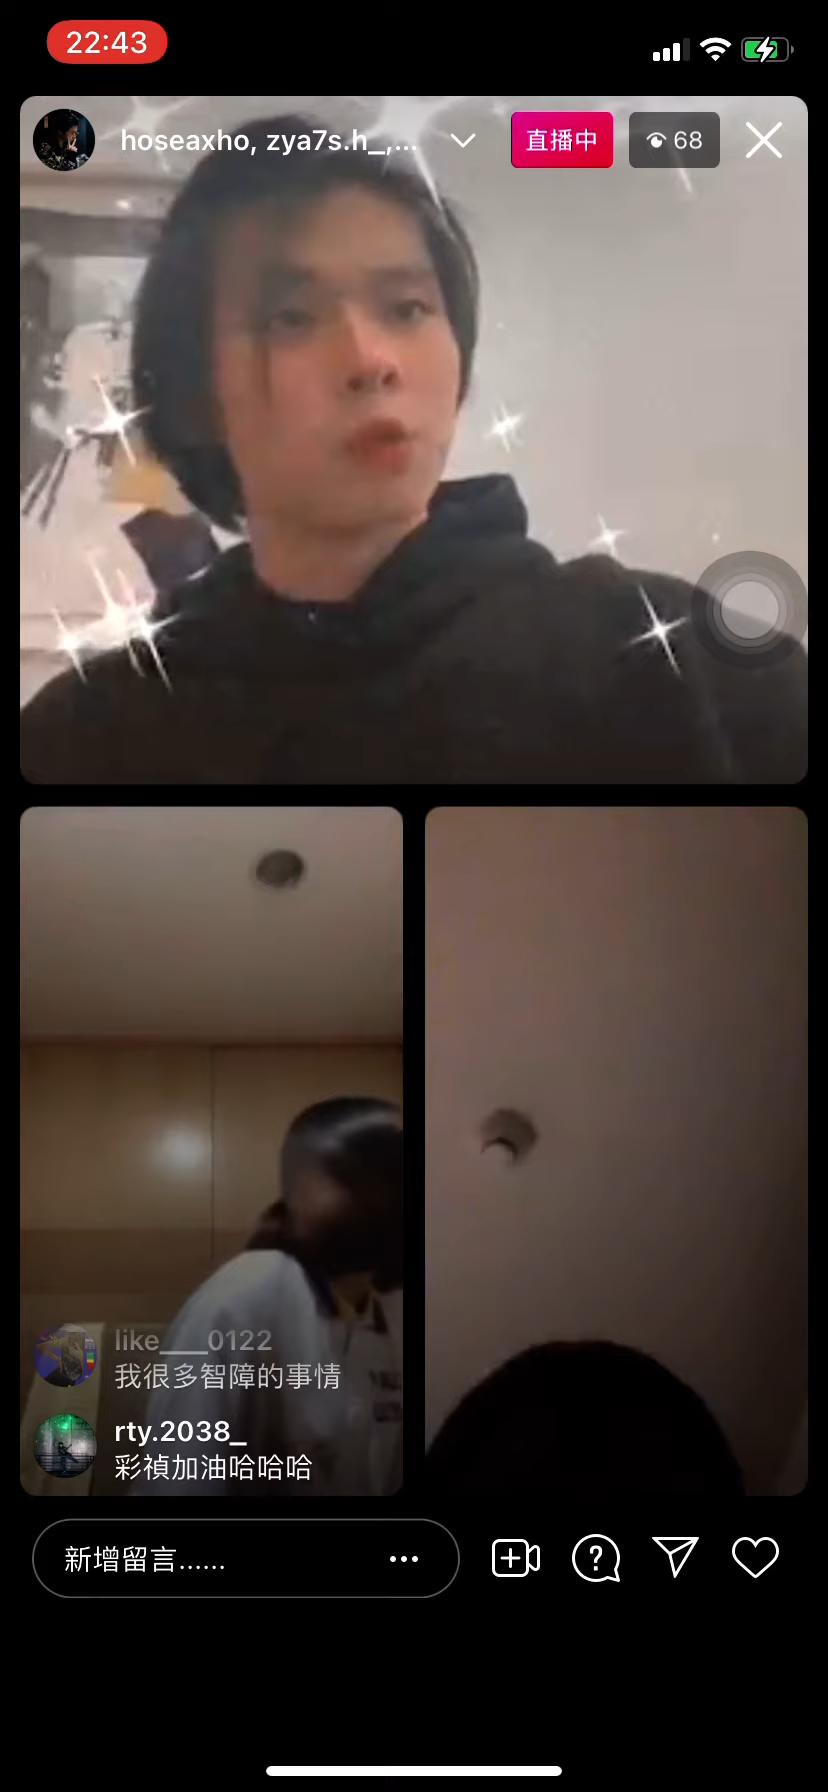 22:43
hoseaxho, zya7s.h_,...
直播中
68
like___0122
我很多智障的事情
rty.2038_
彩禎加油哈哈哈
新增留言......